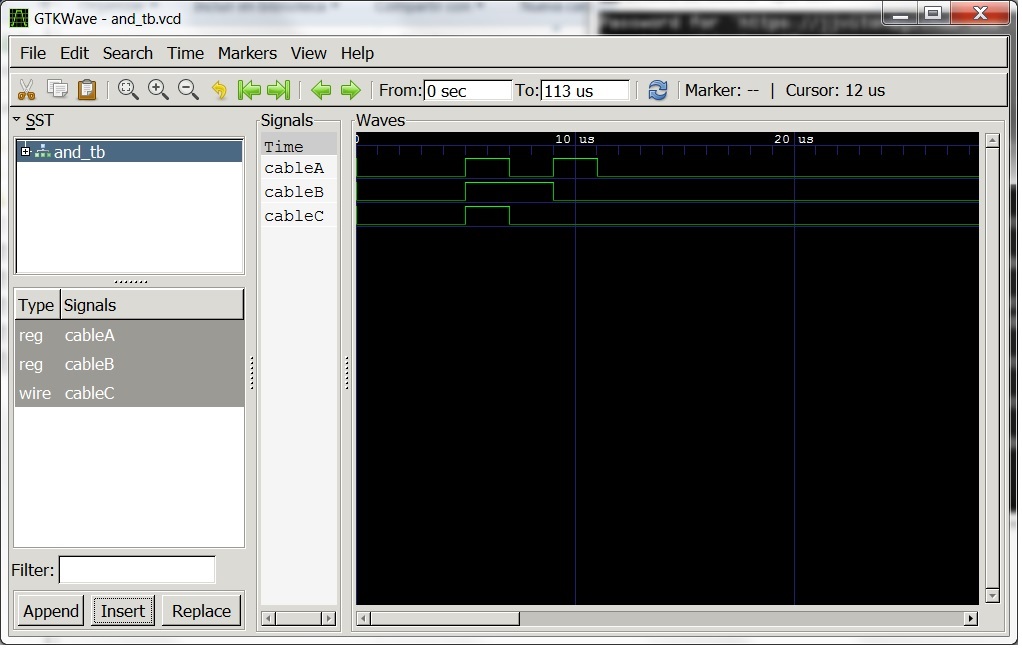 GTKWave - and_tb.vcd
File Edit Search Time Markers View Help
From: 0 sec To: 113 us Marker: -- | Cursor: 12 us
SST
and_tb
Type Signals
reg cableA
reg cableB
wire cableC
Filter:
Append Insert Replace
Signals
Time
cableA
cableB
cableC
Waves
0 10 us 20 us